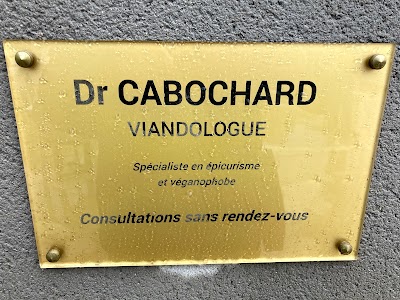 Dr CABOCHARD
VIANDOLOGUE
Spécialiste en épicurisme
et véganophobe
Consultations sans rendez-vous